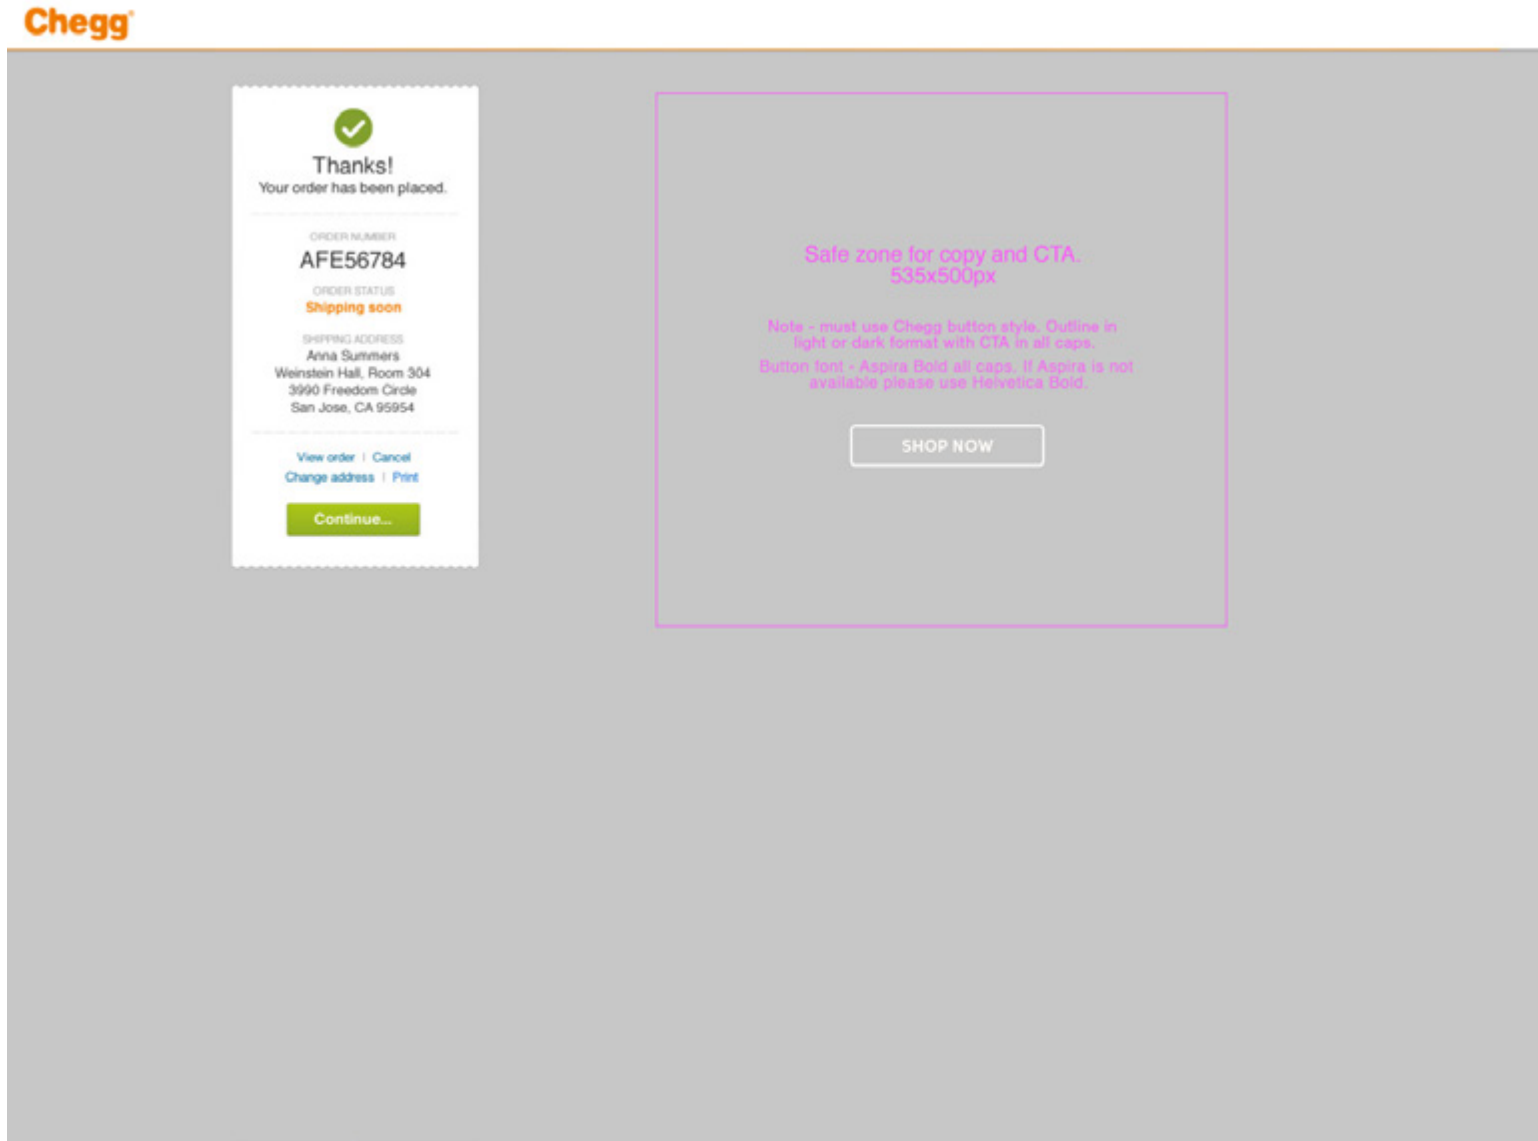 Chegg
Thanks!
Your order has been placed.
ORDER NUMBER
AFE56784
ORDER STATUS
Shipping soon
SHIPPING ADDRESS
Anna Summers
Weinstein Hall, Room 304
3990 Freedom Circle
San Jose, CA 95954
View order | Cancel
Change address | Print
Continue...
Safe zone for copy and CTA.
535x500px
Note - must use Chegg button style. Outline in
light or dark format with CTA in all caps.
Button font - Aspira Bold all caps. If Aspira is not
available please use Helvetica Bold.
SHOP NOW